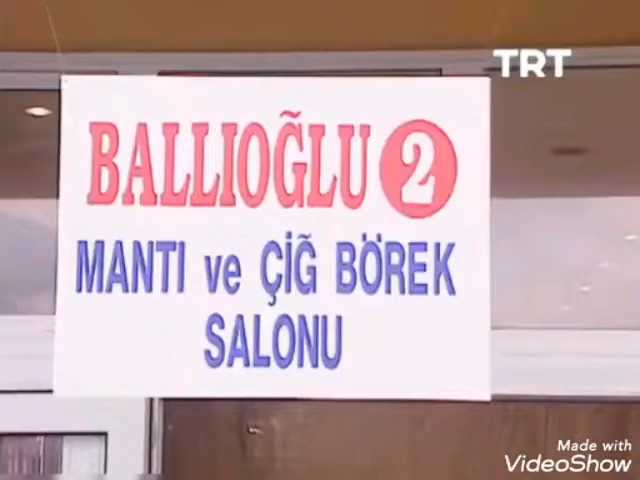 TRT
BALLIOĞLU 2
MANTI ve ÇİĞ BÖREK
SALONU
Made with
VideoShow